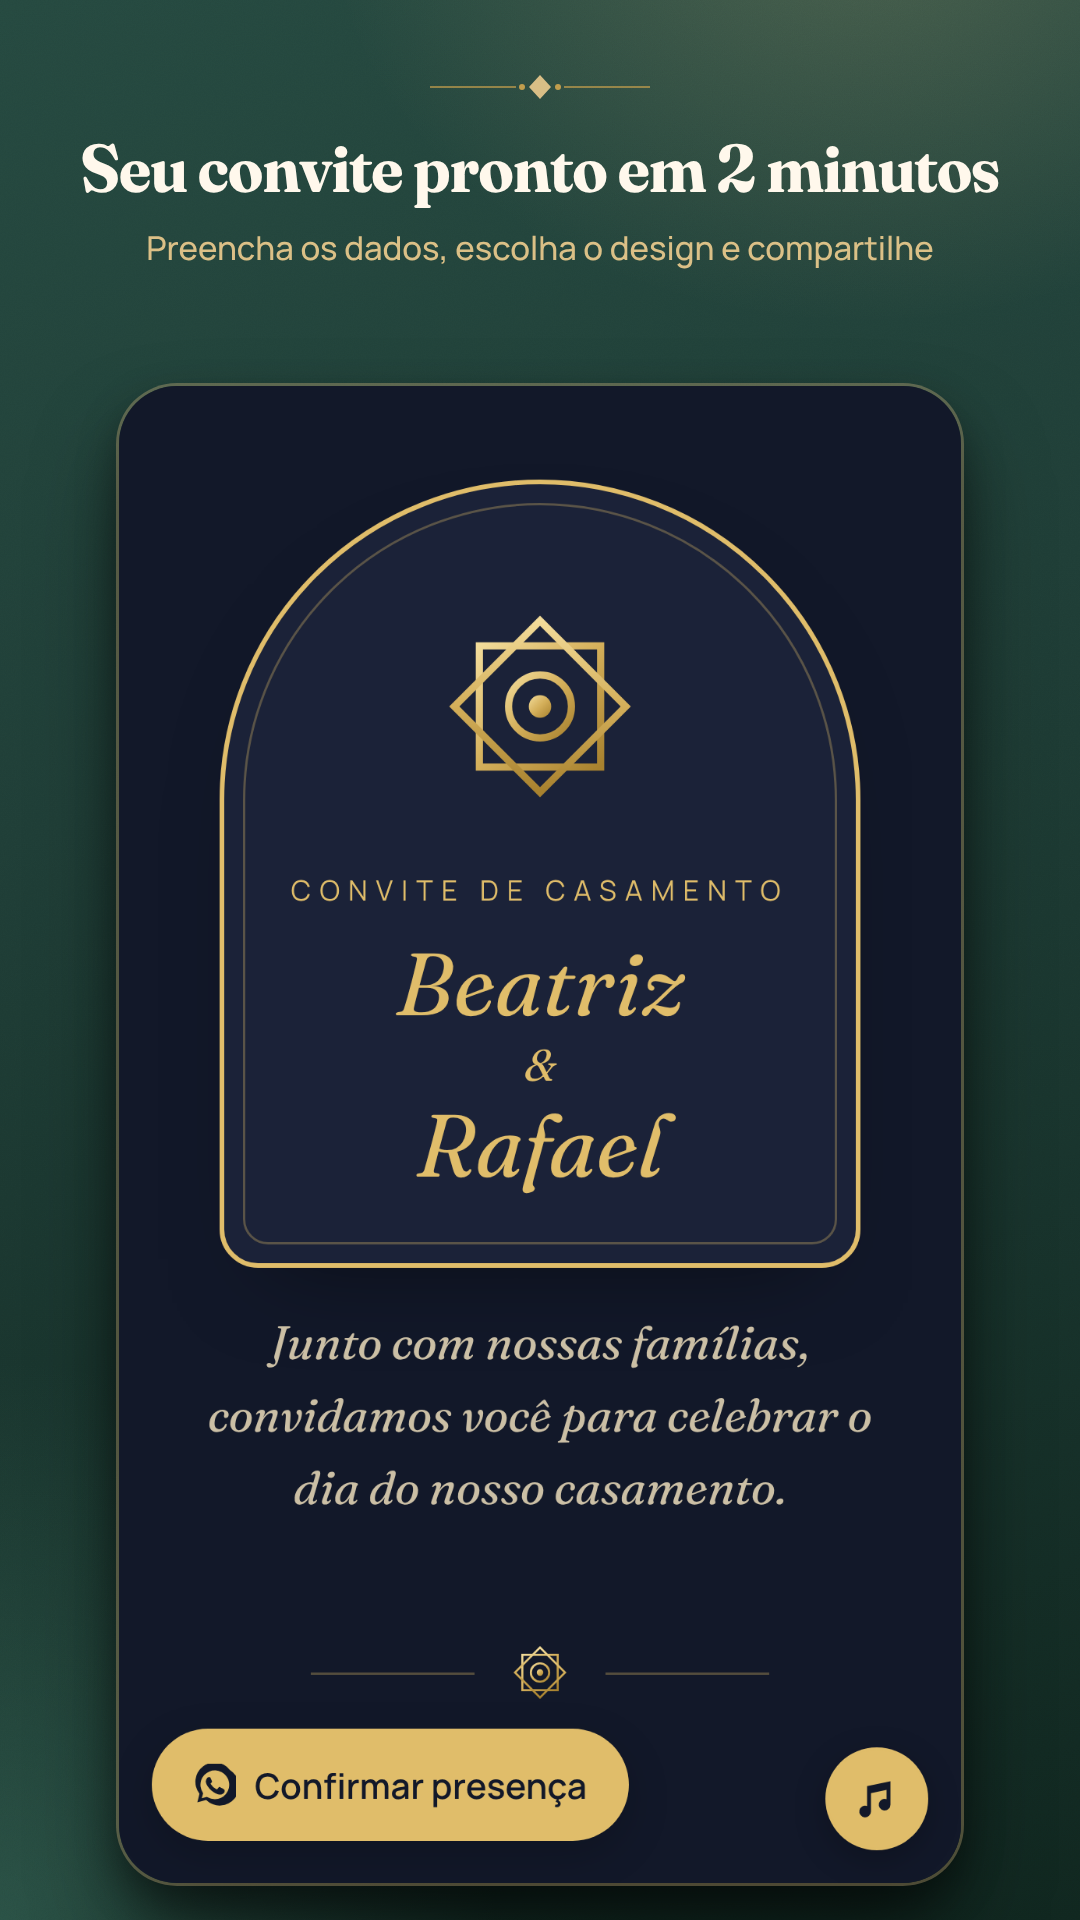 Seu convite pronto em 2 minutos
Preencha os dados, escolha o design e compartilhe
CONVITE DE CASAMENTO
Beatriz
&
Rafael
Junto com nossas famílias,
convidamos você para celebrar o
dia do nosso casamento.
Confirmar presença